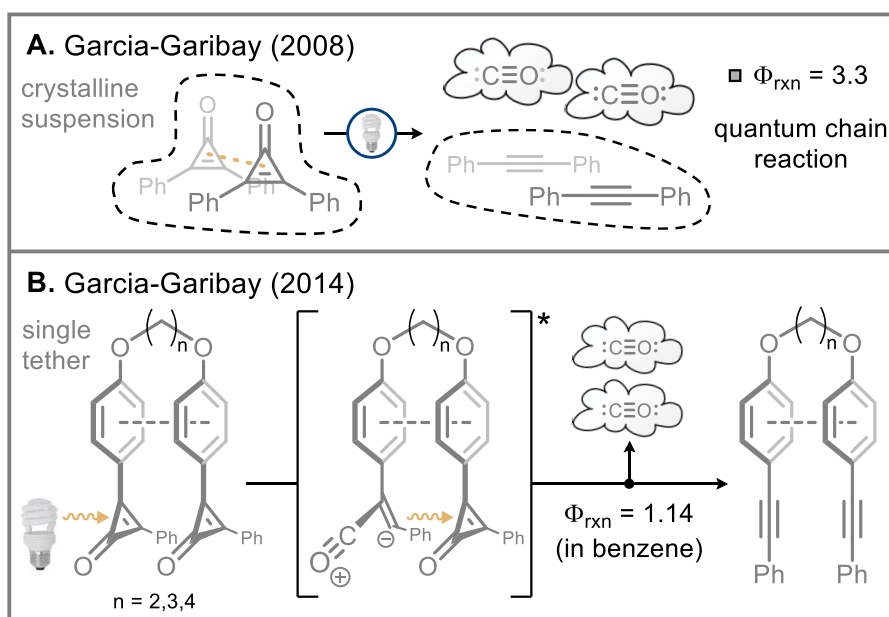 A. Garcia-Garibay (2008)
crystalline
suspension
O
O
Ph
Ph
Ph
Ph
:C≡O:
:C≡O:
Ph Ph
Ph Ph
Φrxn = 3.3
quantum chain
reaction
B. Garcia-Garibay (2014)
single
tether
( )n
O O
Ph
Ph
O O
n = 2,3,4
( )n
O O
Ph
Ph
O
⊕
⊖
O
*
:C≡O:
:C≡O:
Φrxn = 1.14
(in benzene)
( )n
O O
Ph Ph